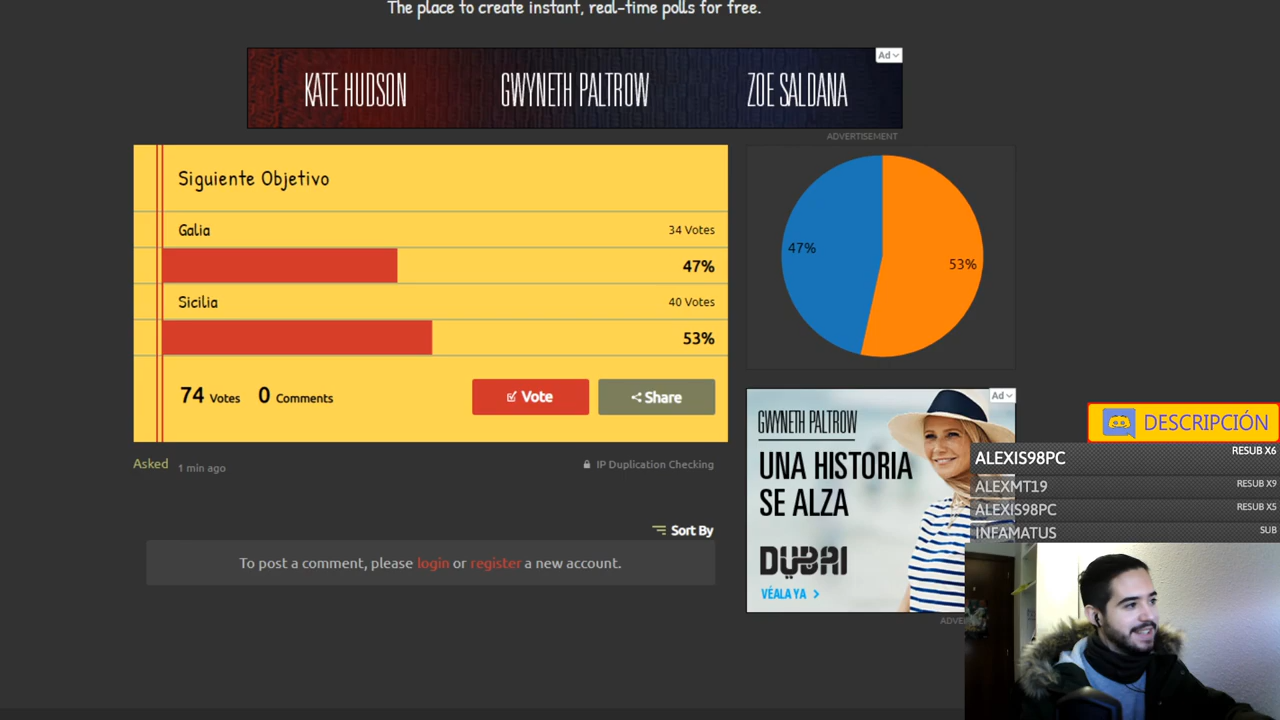 The place to create instant, real-time polls for free.
KATE HUDSON GWYNETH PALTROW ZOE SALDANA
Ad
ADVERTISEMENT
Siguiente Objetivo
Galia 34 Votes
47%
Sicilia 40 Votes
53%
74 Votes 0 Comments Vote Share
Asked 1 min ago IP Duplication Checking
Sort By
To post a comment, please login or register a new account.
47%
53%
Ad
GWYNETH PALTROW
UNA HISTORIA
SE ALZA
DUBAI
VÉALA YA
DESCRIPCIÓN
ALEXIS98PC RESUB X6
ALEXMT19 RESUB X9
ALEXIS98PC RESUB X5
INFAMATUS SUB